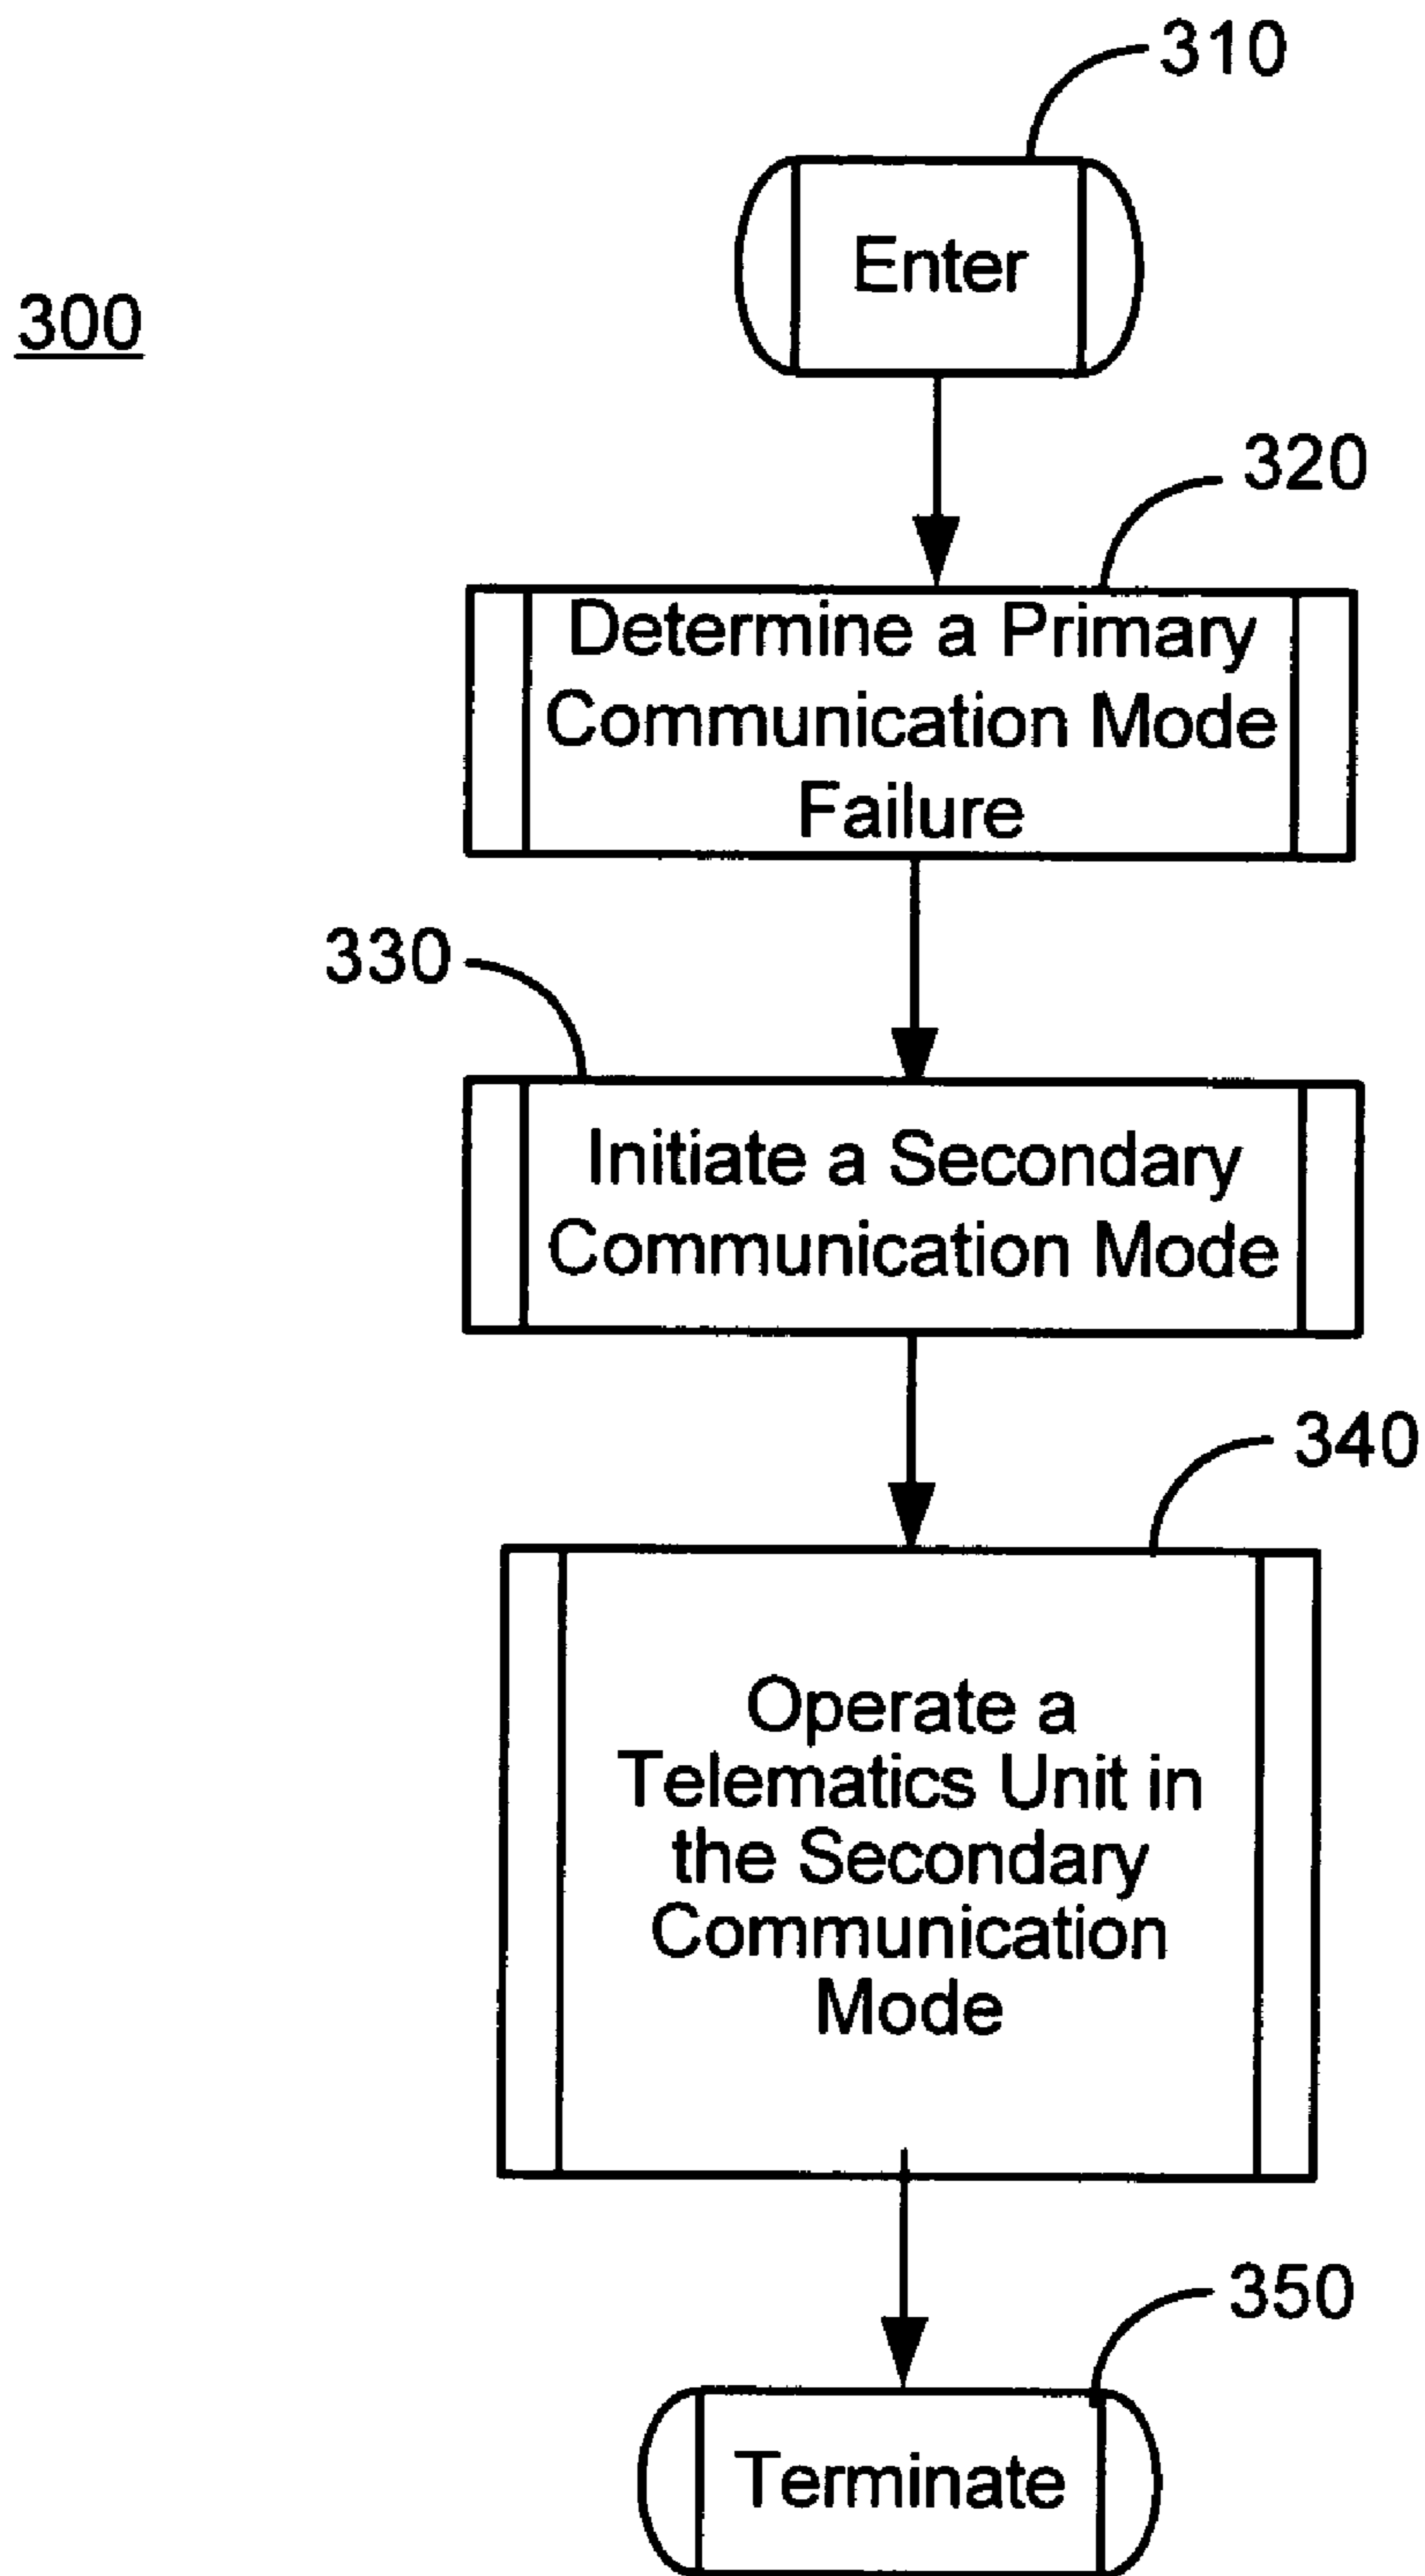 310
Enter
300
320
Determine a Primary
Communication Mode
Failure
330
Initiate a Secondary
Communication Mode
340
Operate a
Telematics Unit in
the Secondary
Communication
Mode
350
Terminate